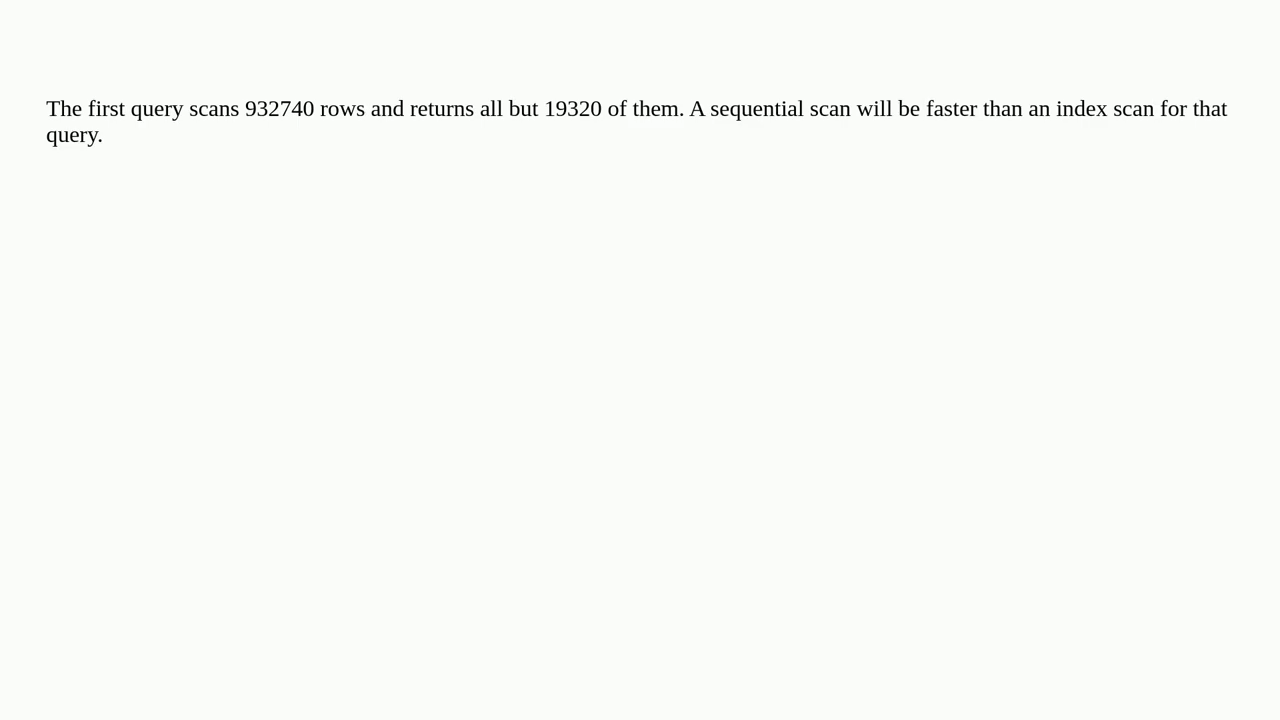 The first query scans 932740 rows and returns all but 19320 of them. A sequential scan will be faster than an index scan for that
query.